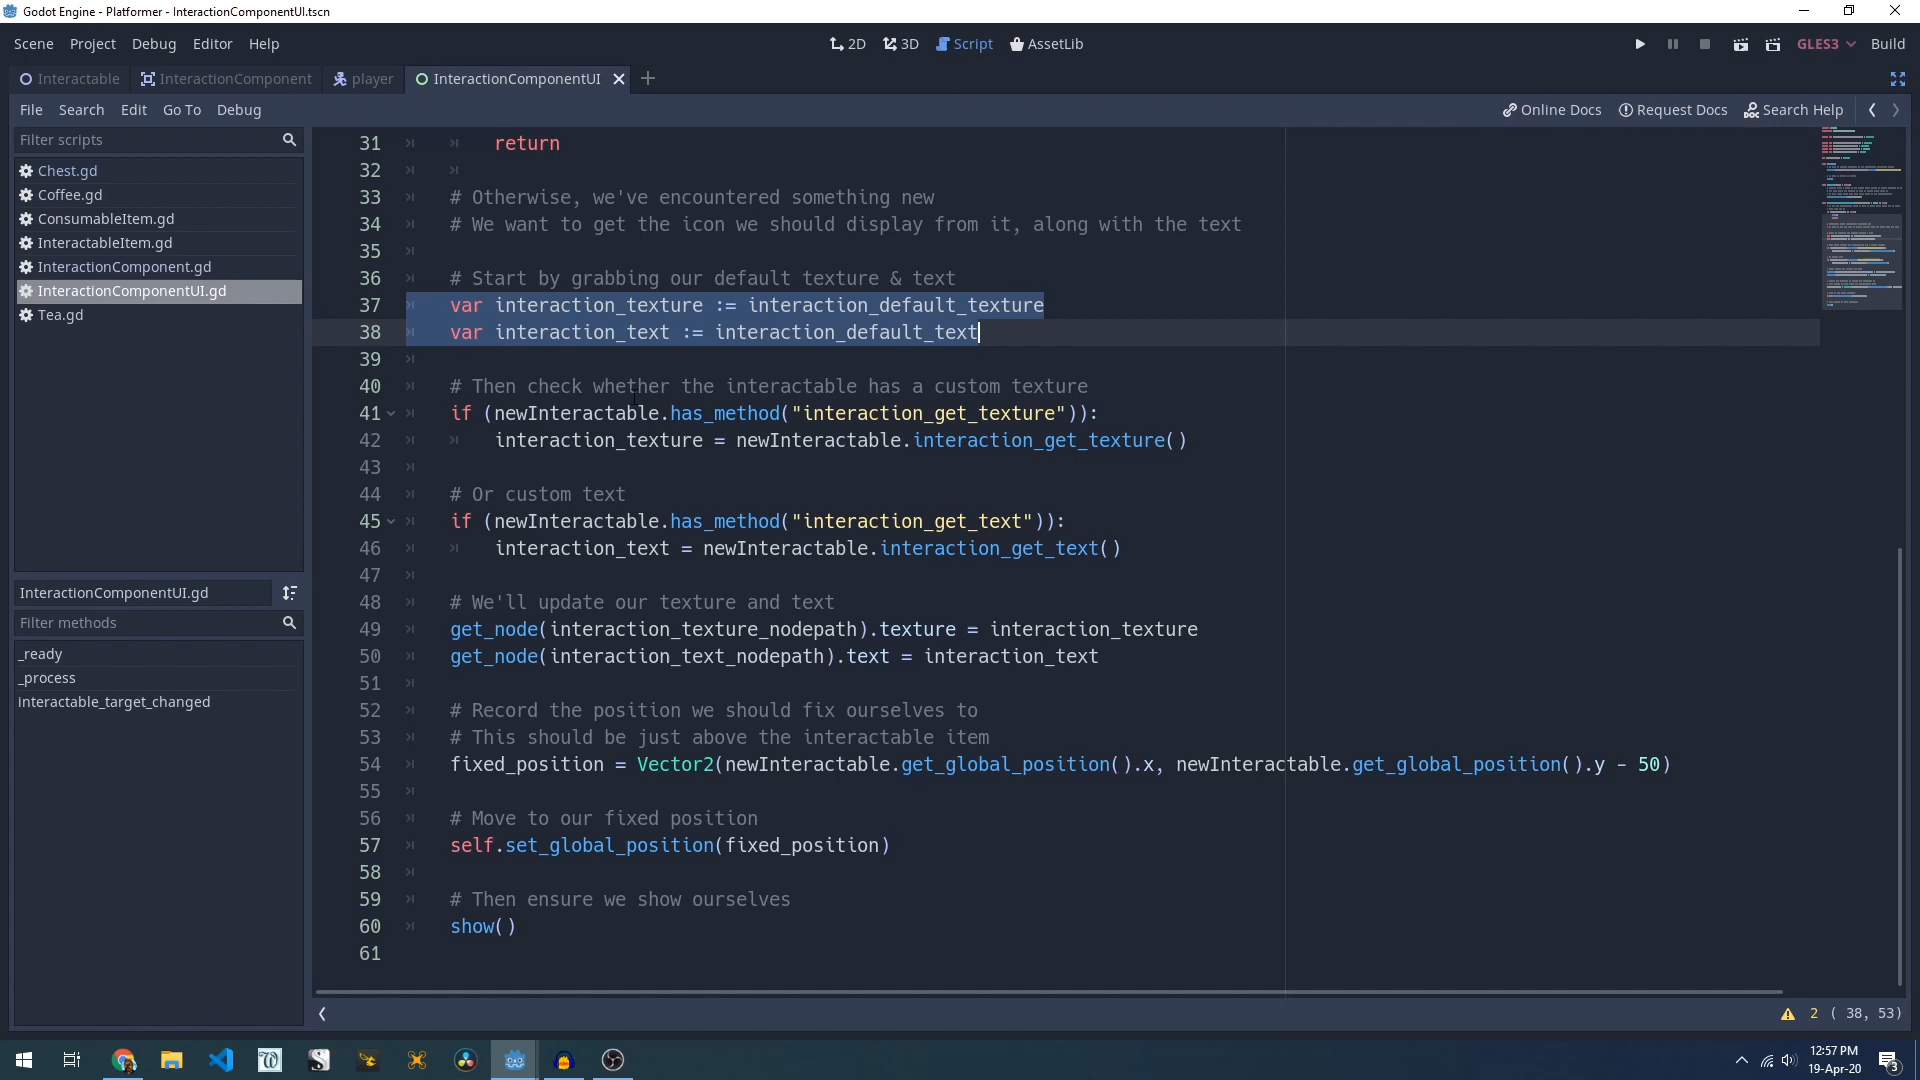 Godot Engine - Platformer - InteractionComponentUI.tscn
Scene Project Debug Editor Help 2D 3D Script AssetLib GLES3 Build
Interactable InteractionComponent player InteractionComponentUI
File Search Edit Go To Debug Online Docs Request Docs Search Help
Filter scripts
Chest.gd
Coffee.gd
ConsumableItem.gd
InteractableItem.gd
InteractionComponent.gd
InteractionComponentUI.gd
Tea.gd
InteractionComponentUI.gd
Filter methods
_ready
_process
interactable_target_changed
31 return
32
33 # Otherwise, we've encountered something new
34 # We want to get the icon we should display from it, along with the text
35
36 # Start by grabbing our default texture & text
37 var interaction_texture := interaction_default_texture
38 var interaction_text := interaction_default_text
39
40 # Then check whether the interactable has a custom texture
41 if (newInteractable.has_method("interaction_get_texture")):
42 interaction_texture = newInteractable.interaction_get_texture()
43
44 # Or custom text
45 if (newInteractable.has_method("interaction_get_text")):
46 interaction_text = newInteractable.interaction_get_text()
47
48 # We'll update our texture and text
49 get_node(interaction_texture_nodepath).texture = interaction_texture
50 get_node(interaction_text_nodepath).text = interaction_text
51
52 # Record the position we should fix ourselves to
53 # This should be just above the interactable item
54 fixed_position = Vector2(newInteractable.get_global_position().x, newInteractable.get_global_position().y - 50)
55
56 # Move to our fixed position
57 self.set_global_position(fixed_position)
58
59 # Then ensure we show ourselves
60 show()
61
2 ( 38, 53)
12:57 PM
19-Apr-20
3